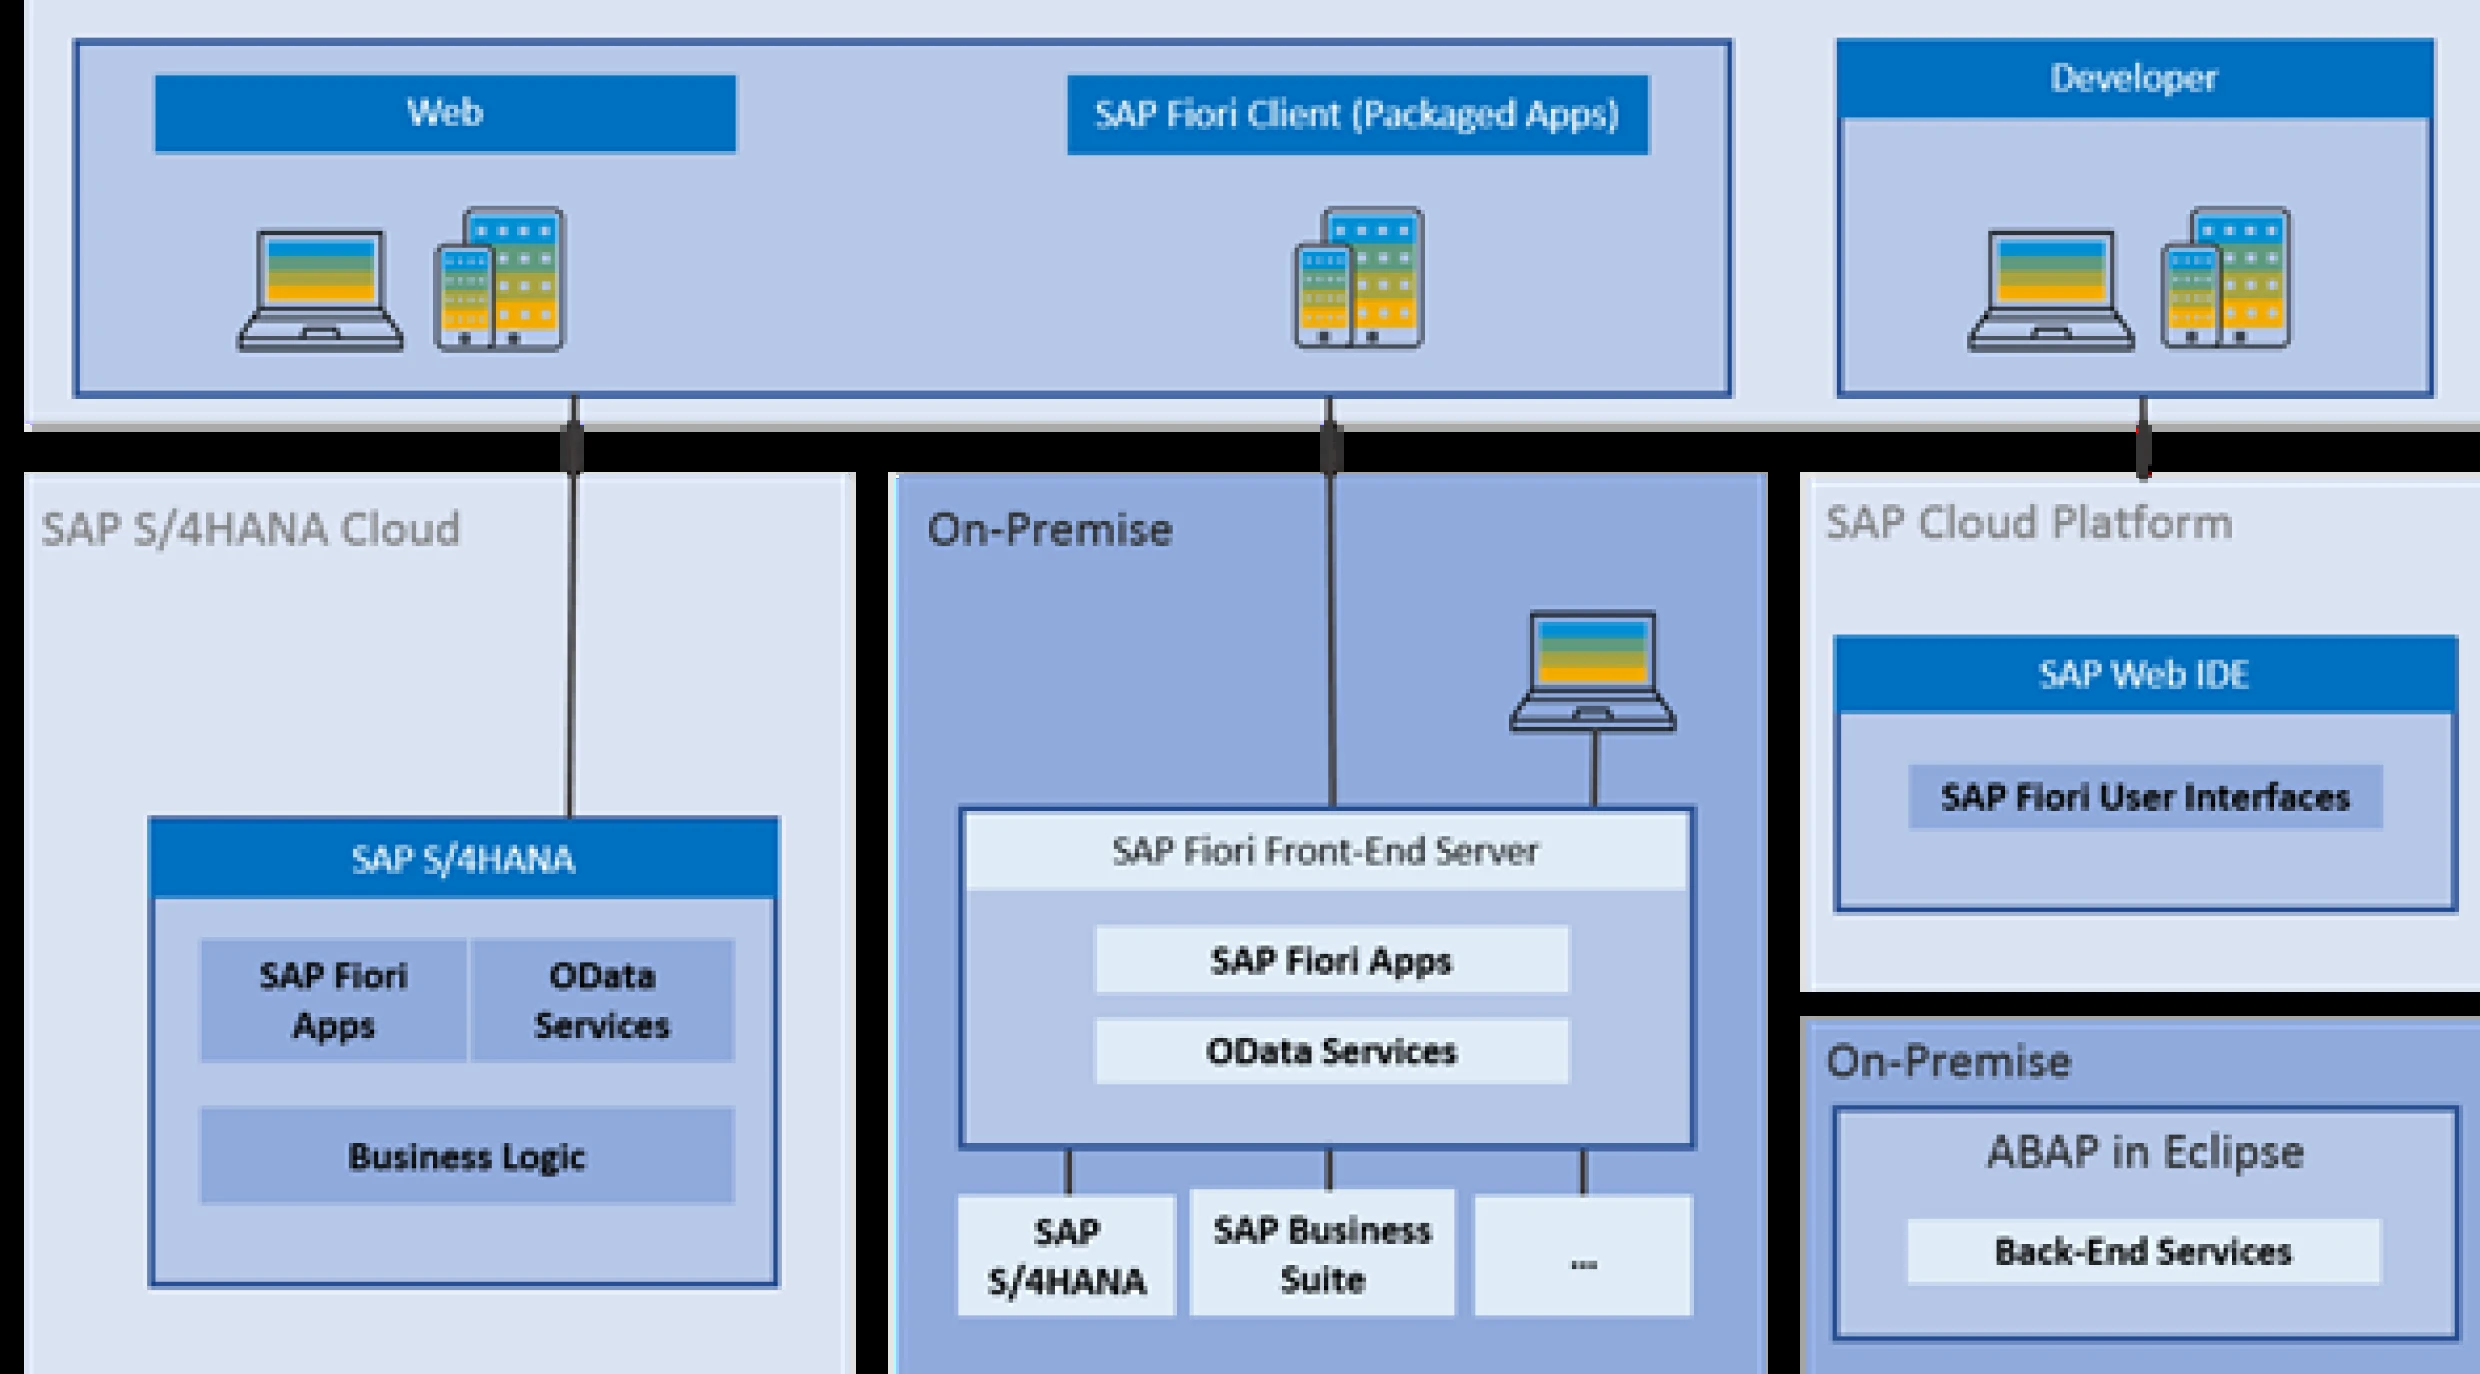 Web
SAP Fiori Client (Packaged Apps)
Developer
SAP S/4HANA Cloud
SAP S/4HANA
SAP Fiori
Apps
OData
Services
Business Logic
On-Premise
SAP Fiori Front-End Server
SAP Fiori Apps
OData Services
SAP
S/4HANA
SAP Business
Suite
...
SAP Cloud Platform
SAP Web IDE
SAP Fiori User Interfaces
On-Premise
ABAP in Eclipse
Back-End Services